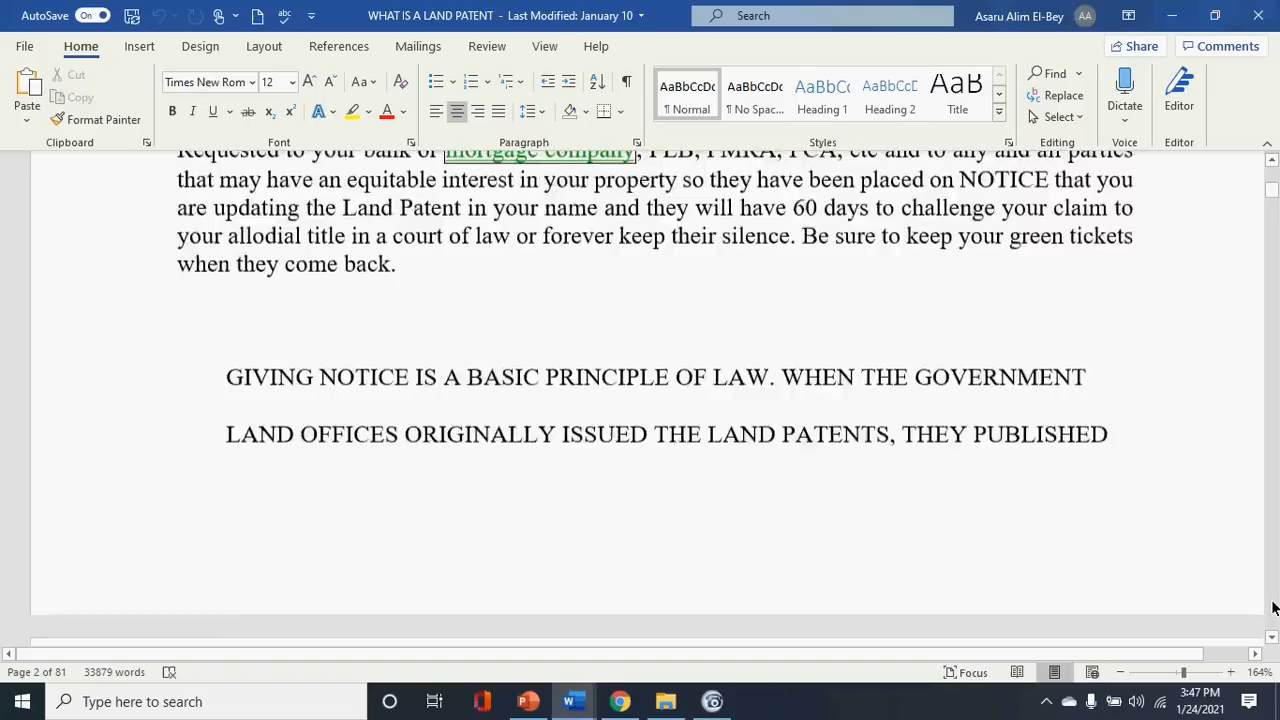 AutoSave On WHAT IS A LAND PATENT - Last Modified: January 10 Search Asaru Alim El-Bey AA
File Home Insert Design Layout References Mailings Review View Help Share Comments
Paste
Cut
Copy
Format Painter
Times New Rom 12
Aa
B I U ab x₂ x² A A
AaBbCcDc AaBbCcDc AaBbCc AaBbCcD AaB
¶ Normal ¶ No Spac... Heading 1 Heading 2 Title
Find
Replace
Select
Dictate
Editor
Clipboard Font Paragraph Styles Editing Voice Editor
Requested to your bank or mortgage company, FLB, FMRA, FCA, etc and to any and all parties
that may have an equitable interest in your property so they have been placed on NOTICE that you
are updating the Land Patent in your name and they will have 60 days to challenge your claim to
your allodial title in a court of law or forever keep their silence. Be sure to keep your green tickets
when they come back.
GIVING NOTICE IS A BASIC PRINCIPLE OF LAW. WHEN THE GOVERNMENT
LAND OFFICES ORIGINALLY ISSUED THE LAND PATENTS, THEY PUBLISHED
Page 2 of 81 33879 words Focus 164%
Type here to search
3:47 PM
1/24/2021